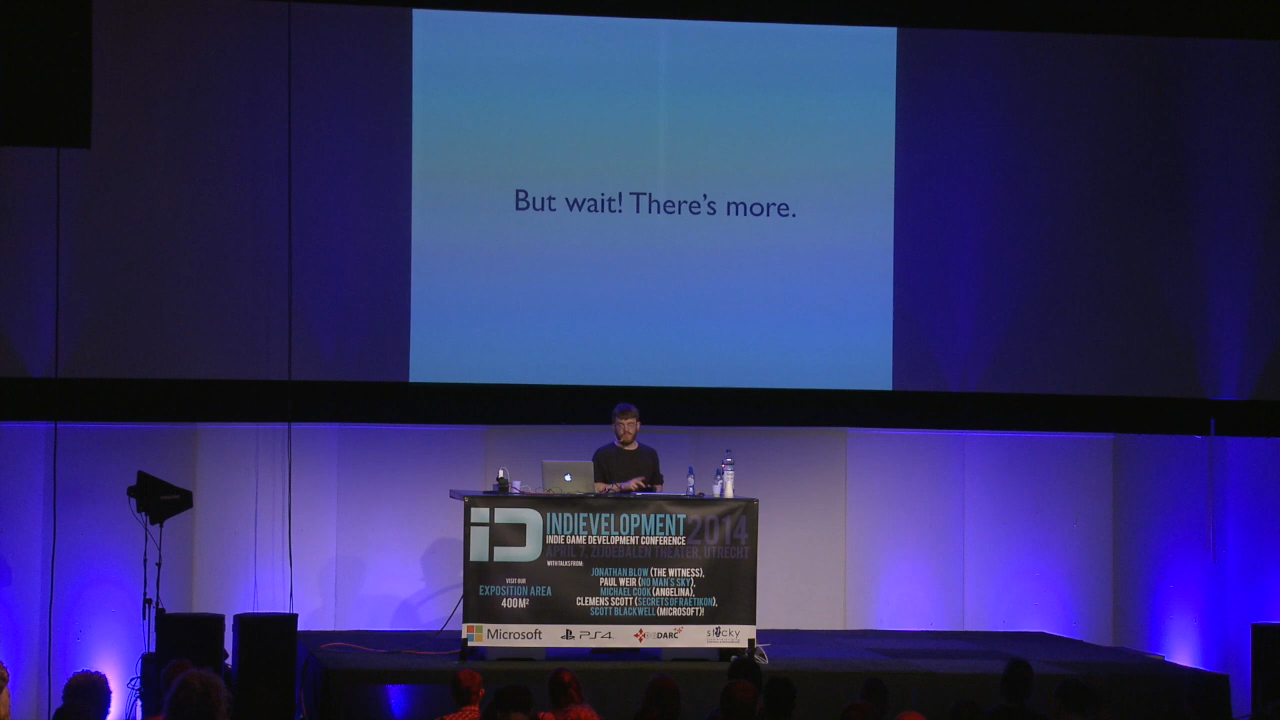 But wait! There's more.
iD
INDIEVELOPMENT 2014
INDIE GAME DEVELOPMENT CONFERENCE
APRIL 7. ZIJDEBALEN THEATER, UTRECHT
WITH TALKS FROM:
JONATHAN BLOW (THE WITNESS),
PAUL WEIR (NO MAN'S SKY),
MICHAEL COOK (ANGELINA),
CLEMENS SCOTT (SECRETS OF RAETIKON),
SCOTT BLACKWELL (MICROSOFT)!
VISIT OUR
EXPOSITION AREA
400M²
Microsoft
PS4
DARC
sticky